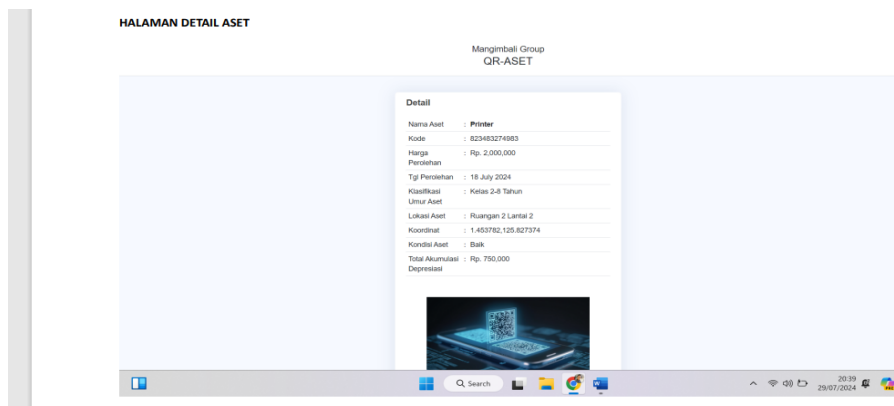 HALAMAN DETAIL ASET
Mangimbali Group
QR-ASET
Detail
Nama Aset : Printer
Kode : 823483274983
Harga Perolehan : Rp. 2,000,000
Tgl Perolehan : 18 July 2024
Klasifikasi Umur Aset : Kelas 2-8 Tahun
Lokasi Aset : Ruangan 2 Lantai 2
Koordinat : 1.453782,125.827374
Kondisi Aset : Baik
Total Akumulasi Depresiasi : Rp. 750,000
Search
20:39
29/07/2024